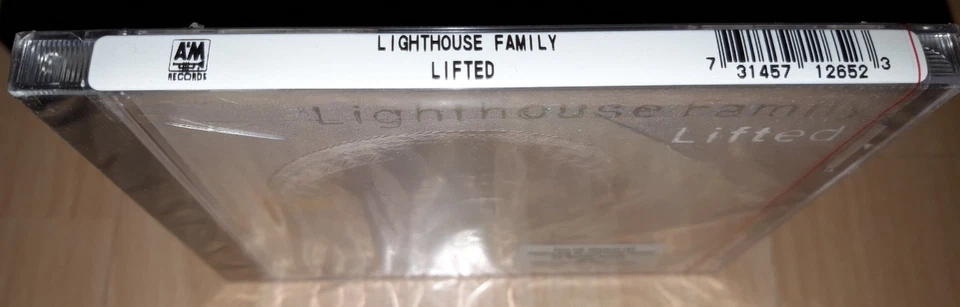 A&M
RECORDS
LIGHTHOUSE FAMILY
LIFTED
7 31457 12652 3
Lighthouse Family
Lifted